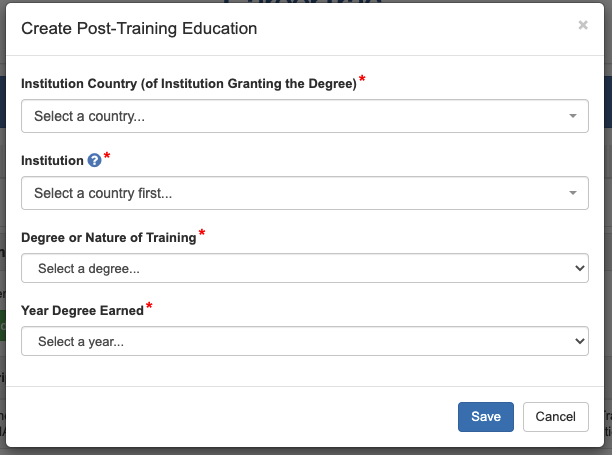 Create Post-Training Education
×
Institution Country (of Institution Granting the Degree)*
Select a country...
Institution ?*
Select a country first...
Degree or Nature of Training*
Select a degree...
Year Degree Earned*
Select a year...
Save Cancel